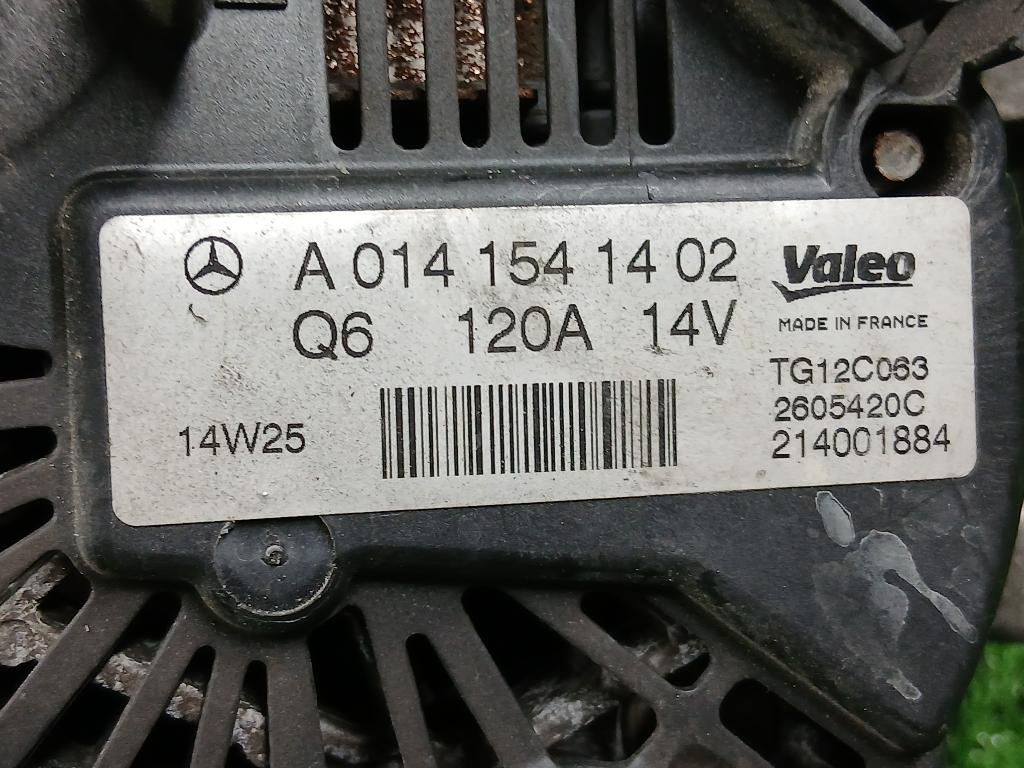 A 014 154 14 02
Q6 120A 14V
14W25
Valeo
MADE IN FRANCE
TG12C063
2605420C
214001884